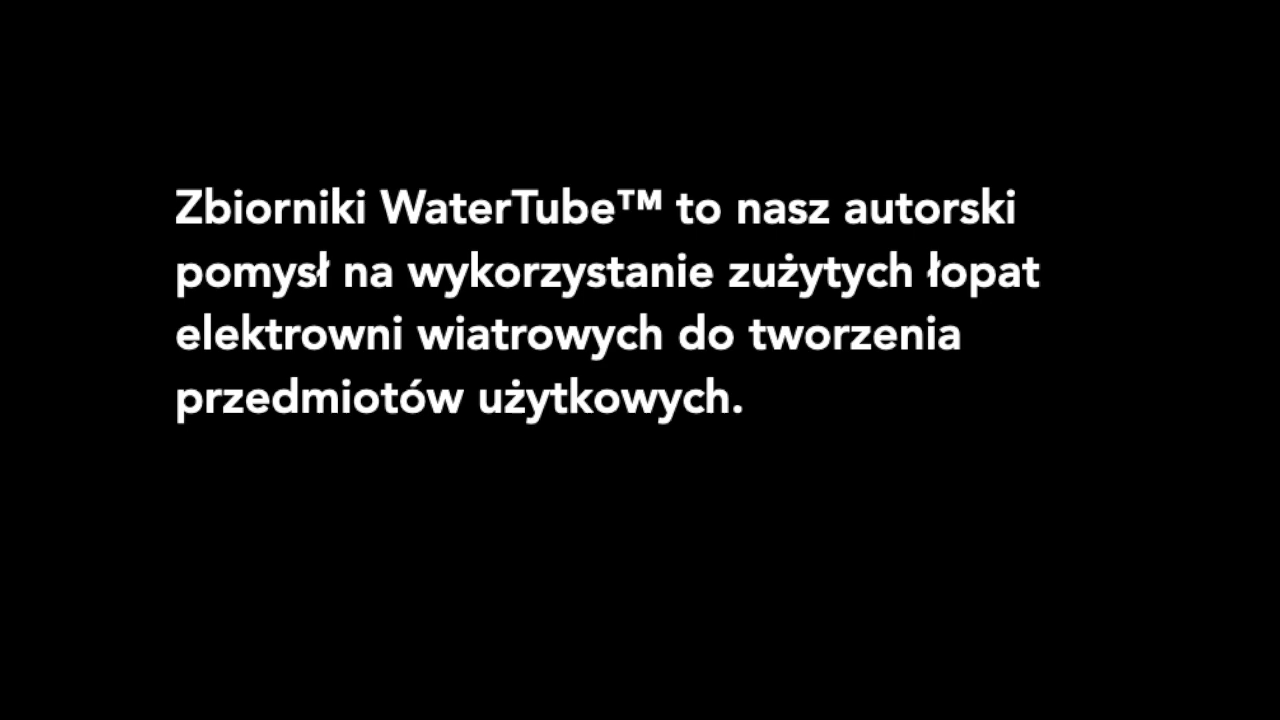 Zbiorniki WaterTube™ to nasz autorski
pomysł na wykorzystanie zużytych łopat
elektrowni wiatrowych do tworzenia
przedmiotów użytkowych.